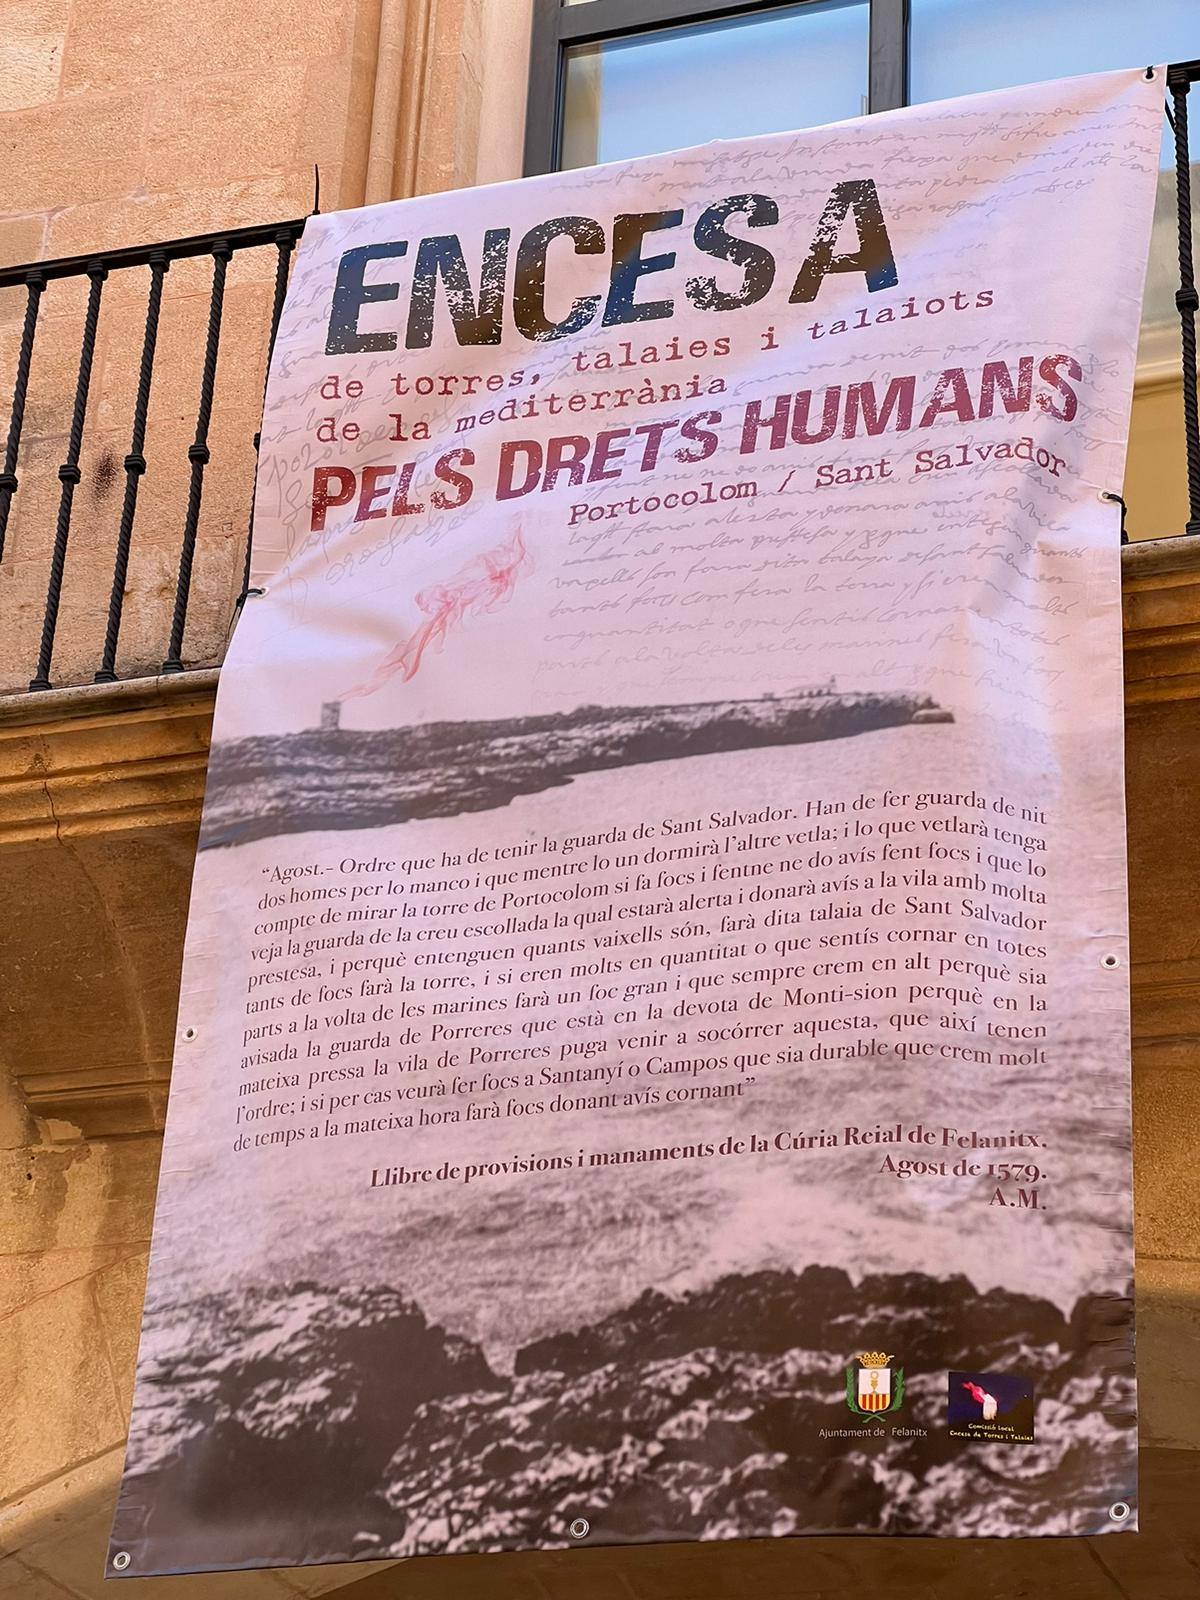 ENCESA
de torres, talaies i talaiots
de la mediterrània
PELS DRETS HUMANS
Portocolom / Sant Salvador
“Agost.- Ordre que ha de tenir la guarda de Sant Salvador. Han de fer guarda de nit
dos homes per lo manco i que mentre lo un dormirà l’altre vetla; i lo que vetlarà tenga
compte de mirar la torre de Portocolom si fa focs i fentne ne do avís fent focs i que lo
veja la guarda de la creu escollada la qual estarà alerta i donarà avís a la vila amb molta
prestesa, i perquè entenguen quants vaixells són, farà dita talaia de Sant Salvador
tants de focs farà la torre, i si eren molts en quantitat o que sentís cornar en totes
parts a la volta de les marines farà un foc gran i que sempre crem en alt perquè sia
avisada la guarda de Porreres que està en la devota de Monti-sion perquè en la
mateixa pressa la vila de Porreres puga venir a socórrer aquesta, que així tenen
l’ordre; i si per cas veurà fer focs a Santanyí o Campos que sia durable que crem molt
de temps a la mateixa hora farà focs donant avís cornant”
Llibre de provisions i manaments de la Cúria Reial de Felanitx.
Agost de 1579.
A.M.
Ajuntament de Felanitx
Comissió local
Encesa de Torres i Talaies